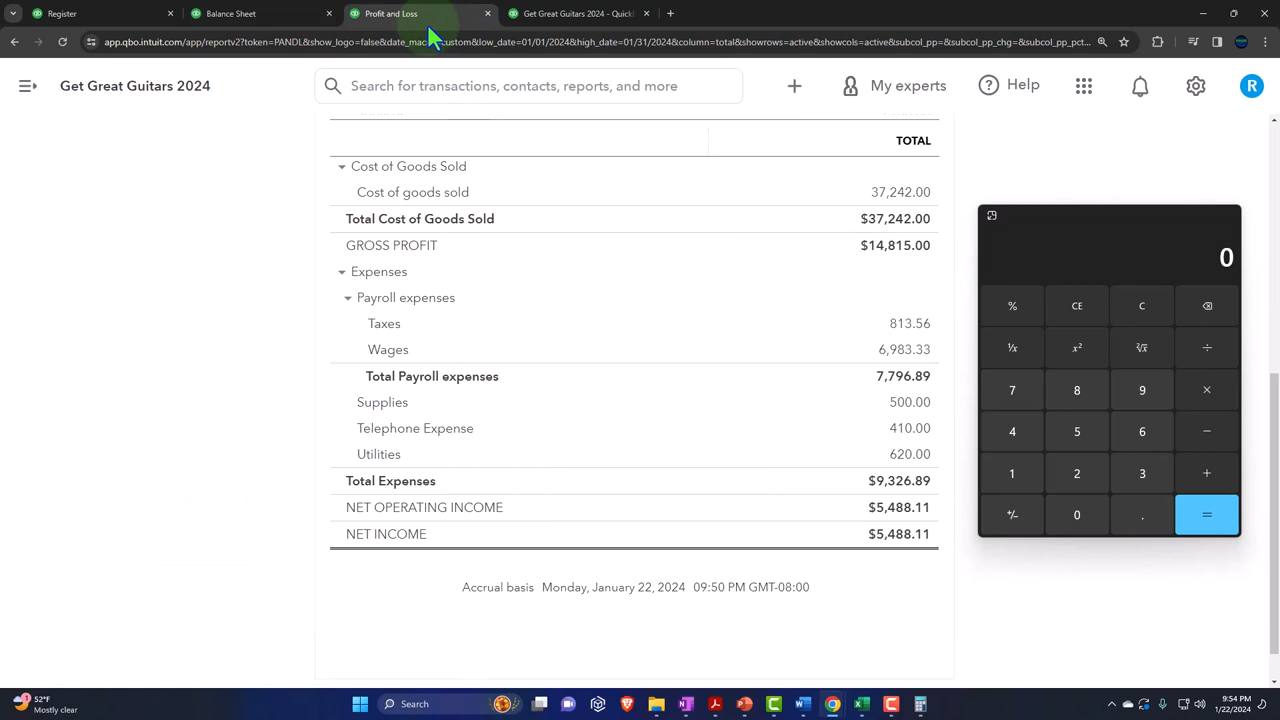 Register
Balance Sheet
Profit and Loss
Get Great Guitars 2024 - Quick
app.qbo.intuit.com/app/reportv2?token=PANDL&show_logo=false&date_mac custom&low_date=01/01/2024&high_date=01/31/2024&column=total&showrows=active&subcol_pp=&subcol_pp_chg=&subcol_pp_pct...
Get Great Guitars 2024
Search for transactions, contacts, reports, and more
My experts
Help
R
TOTAL
Cost of Goods Sold
Cost of goods sold 37,242.00
Total Cost of Goods Sold $37,242.00
GROSS PROFIT $14,815.00
Expenses
Payroll expenses
Taxes 813.56
Wages 6,983.33
Total Payroll expenses 7,796.89
Supplies 500.00
Telephone Expense 410.00
Utilities 620.00
Total Expenses $9,326.89
NET OPERATING INCOME $5,488.11
NET INCOME $5,488.11
Accrual basis Monday, January 22, 2024 09:50 PM GMT-08:00
0
% CE C
¹/x x² ²√x ÷
7 8 9 ×
4 5 6 −
1 2 3 +
+/− 0 . =
1
52°F
Mostly clear
Search
9:54 PM
1/22/2024